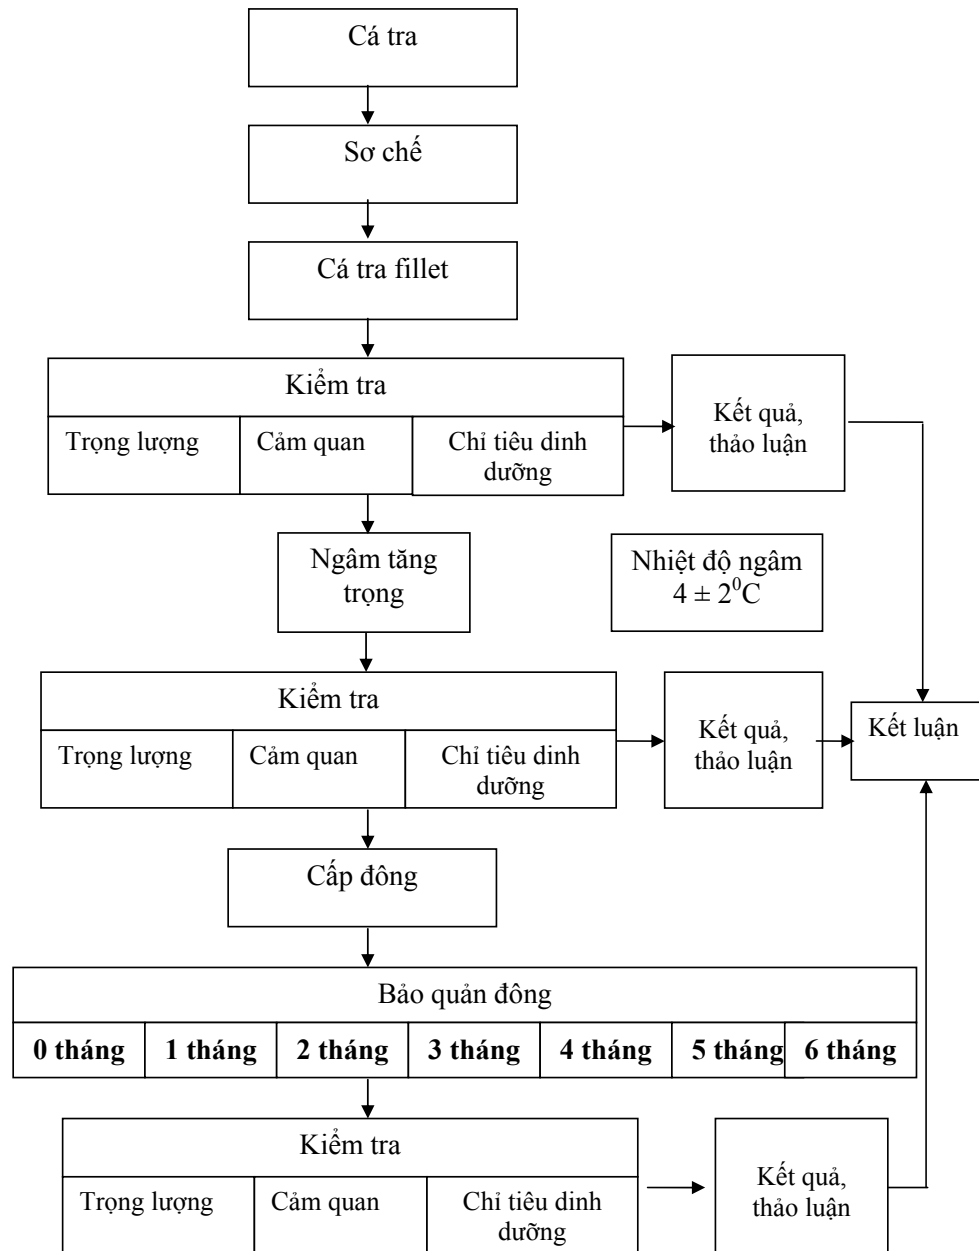 Cá tra
Sơ chế
Cá tra fillet
Kiểm tra
Trọng lượng
Cảm quan
Chỉ tiêu dinh
dưỡng
Kết quả,
thảo luận
Ngâm tăng
trọng
Nhiệt độ ngâm
4 ± 2⁰C
Kiểm tra
Trọng lượng
Cảm quan
Chỉ tiêu dinh
dưỡng
Kết quả,
thảo luận
Kết luận
Cấp đông
Bảo quản đông
0 tháng
1 tháng
2 tháng
3 tháng
4 tháng
5 tháng
6 tháng
Kiểm tra
Trọng lượng
Cảm quan
Chỉ tiêu dinh
dưỡng
Kết quả,
thảo luận